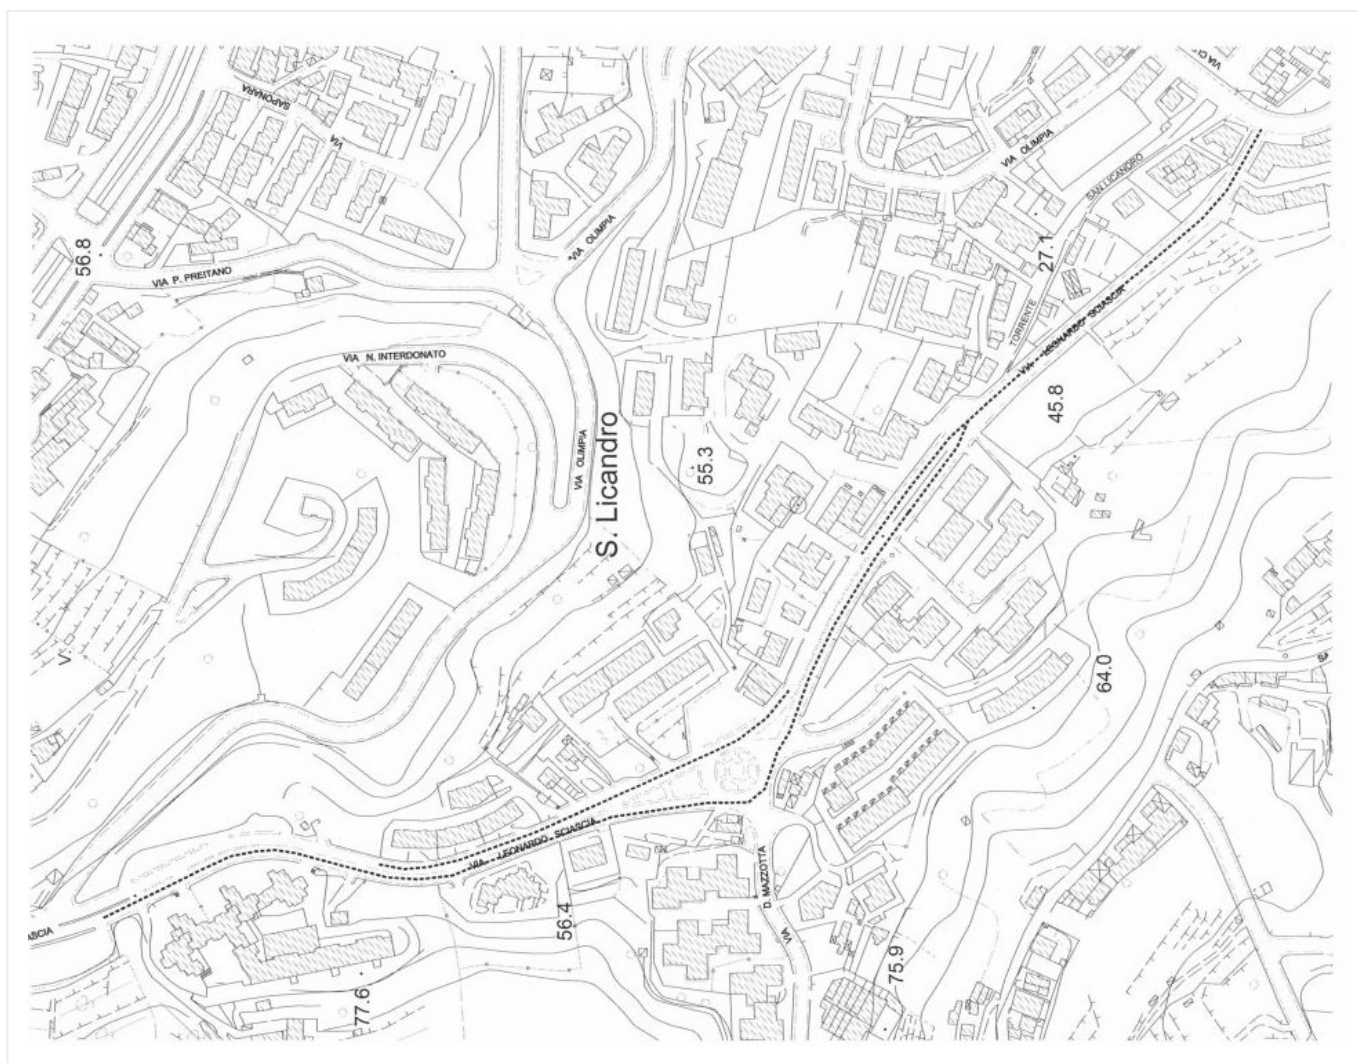 VIA
SAPONARA
VIA
56.8
VIA P. PREITANO
VIA OLIMPIA
VIA OLIMPIA
SAN LICANDRO
27.1
TORRENTE
VIA LEONARDO SCIASCIA
45.8
VIA N. INTERDONATO
VIA OLIMPIA
S. Licandro
55.3
64.0
VIA LEONARDO SCIASCIA
56.4
D. MAZZOTTA
VIA
75.9
77.6